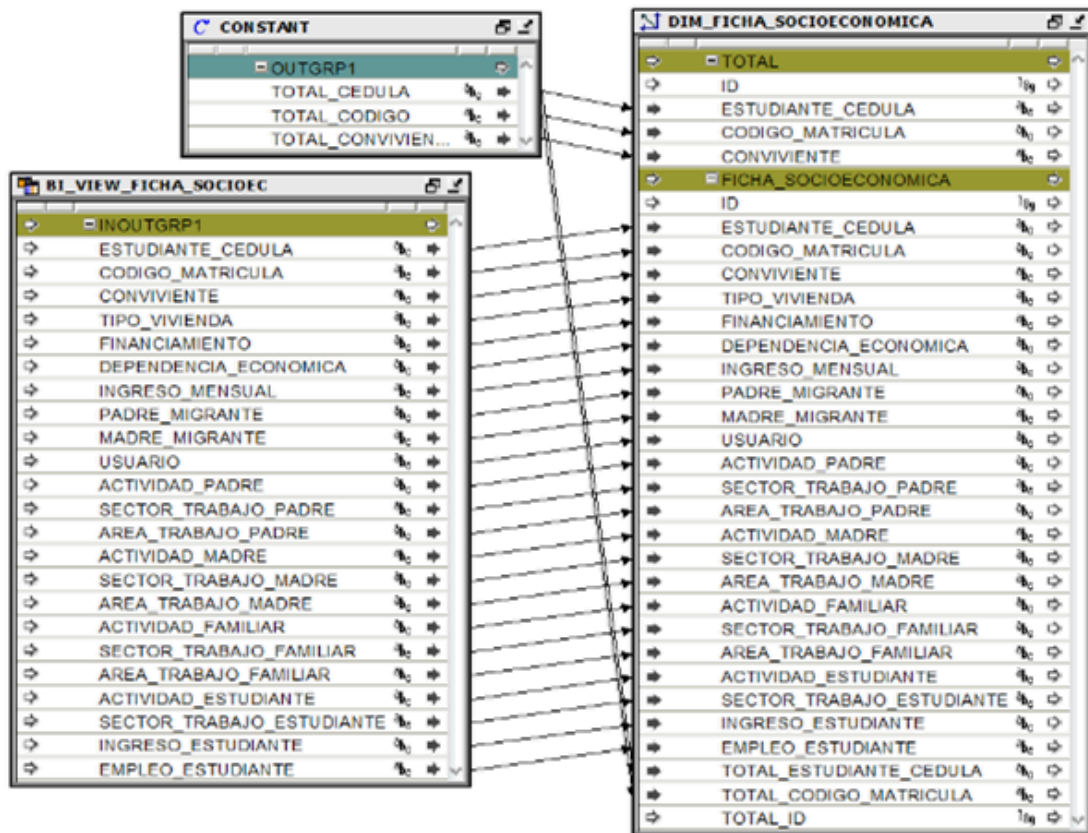 CONSTANT
OUTGRP1
TOTAL_CEDULA
TOTAL_CODIGO
TOTAL_CONVIVIEN...
BI_VIEW_FICHA_SOCIOEC
INOUTGRP1
ESTUDIANTE_CEDULA
CODIGO_MATRICULA
CONVIVIENTE
TIPO_VIVIENDA
FINANCIAMIENTO
DEPENDENCIA_ECONOMICA
INGRESO_MENSUAL
PADRE_MIGRANTE
MADRE_MIGRANTE
USUARIO
ACTIVIDAD_PADRE
SECTOR_TRABAJO_PADRE
AREA_TRABAJO_PADRE
ACTIVIDAD_MADRE
SECTOR_TRABAJO_MADRE
AREA_TRABAJO_MADRE
ACTIVIDAD_FAMILIAR
SECTOR_TRABAJO_FAMILIAR
AREA_TRABAJO_FAMILIAR
ACTIVIDAD_ESTUDIANTE
SECTOR_TRABAJO_ESTUDIANTE
INGRESO_ESTUDIANTE
EMPLEO_ESTUDIANTE
DIM_FICHA_SOCIOECONOMICA
TOTAL
ID
ESTUDIANTE_CEDULA
CODIGO_MATRICULA
CONVIVIENTE
FICHA_SOCIOECONOMICA
ID
ESTUDIANTE_CEDULA
CODIGO_MATRICULA
CONVIVIENTE
TIPO_VIVIENDA
FINANCIAMIENTO
DEPENDENCIA_ECONOMICA
INGRESO_MENSUAL
PADRE_MIGRANTE
MADRE_MIGRANTE
USUARIO
ACTIVIDAD_PADRE
SECTOR_TRABAJO_PADRE
AREA_TRABAJO_PADRE
ACTIVIDAD_MADRE
SECTOR_TRABAJO_MADRE
AREA_TRABAJO_MADRE
ACTIVIDAD_FAMILIAR
SECTOR_TRABAJO_FAMILIAR
AREA_TRABAJO_FAMILIAR
ACTIVIDAD_ESTUDIANTE
SECTOR_TRABAJO_ESTUDIANTE
INGRESO_ESTUDIANTE
EMPLEO_ESTUDIANTE
TOTAL_ESTUDIANTE_CEDULA
TOTAL_CODIGO_MATRICULA
TOTAL_ID